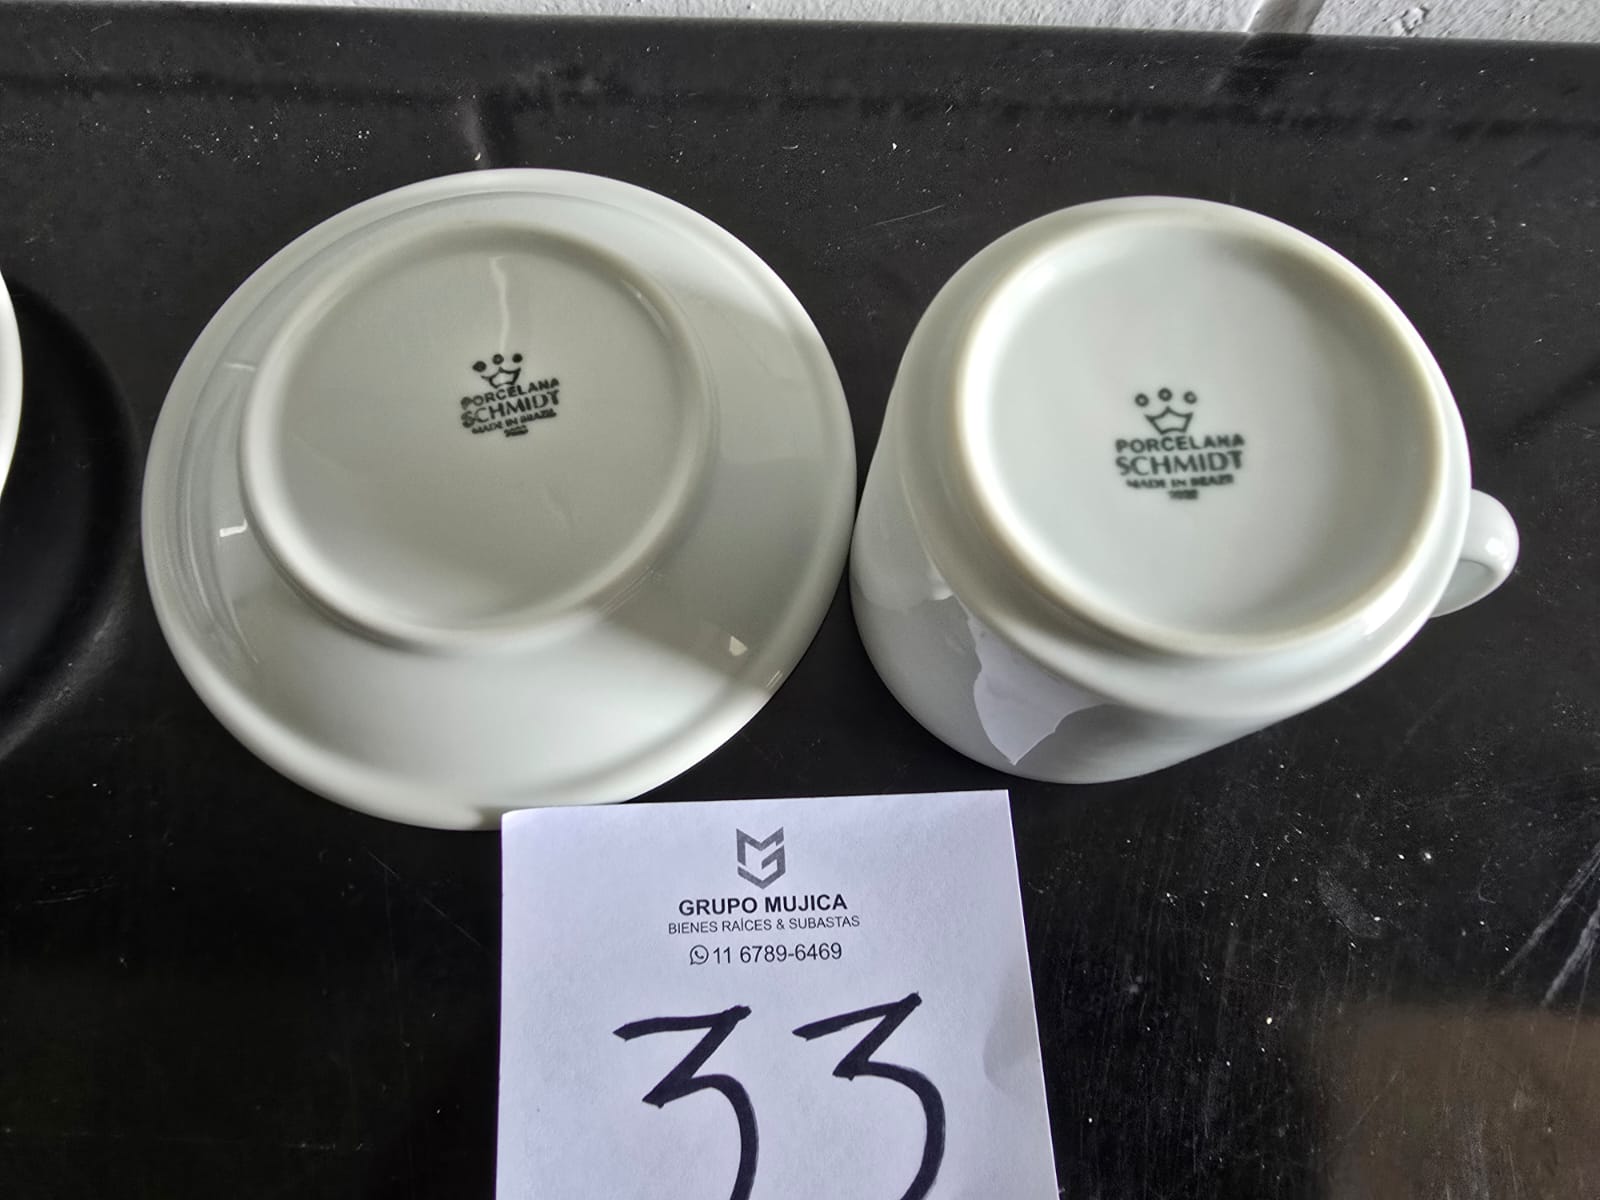 PORCELANA
SCHMIDT
MADE IN BRAZIL
PORCELANA
SCHMIDT
MADE IN BRAZIL
GRUPO MUJICA
BIENES RAÍCES & SUBASTAS
11 6789-6469
33